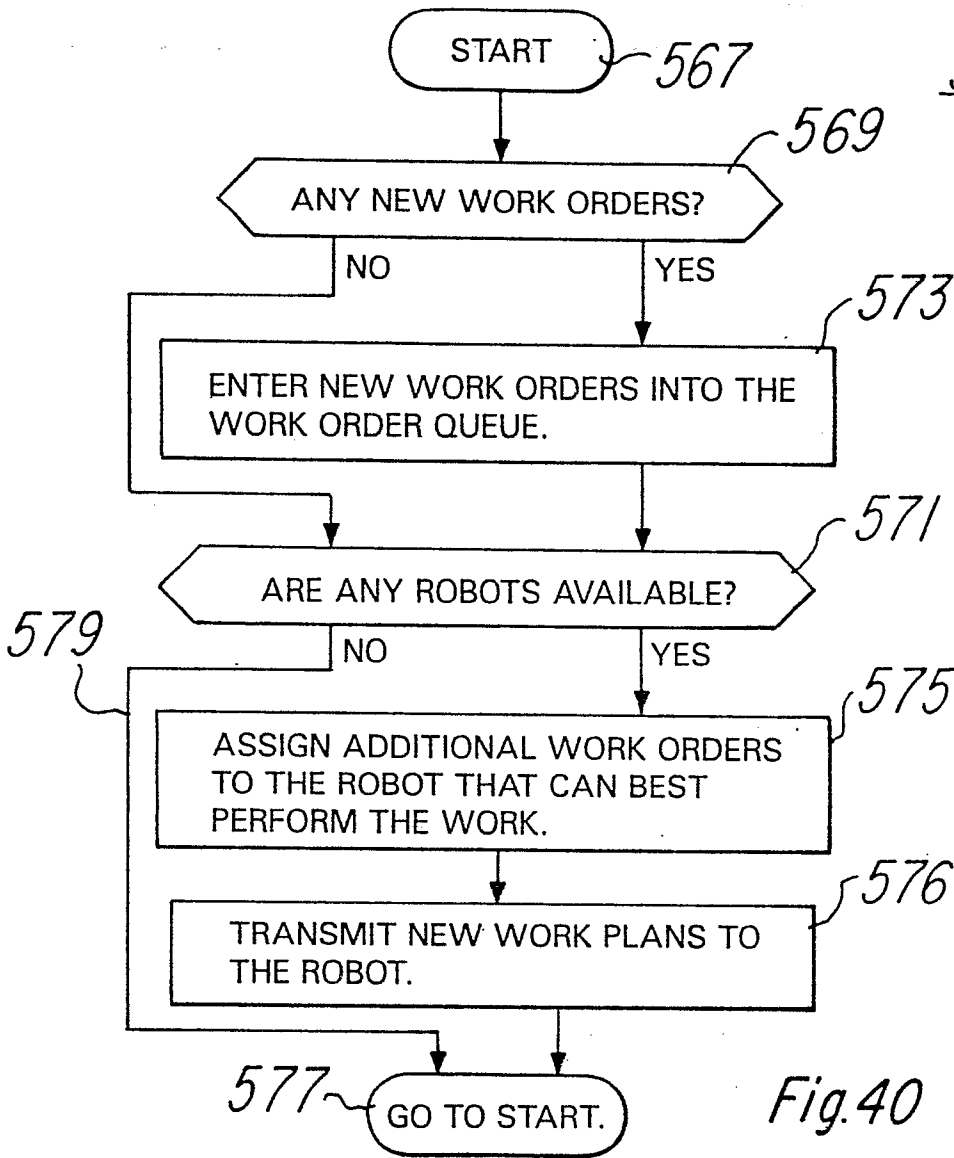 START
567
569
ANY NEW WORK ORDERS?
NO
YES
573
ENTER NEW WORK ORDERS INTO THE
WORK ORDER QUEUE.
571
ARE ANY ROBOTS AVAILABLE?
579
NO
YES
575
ASSIGN ADDITIONAL WORK ORDERS
TO THE ROBOT THAT CAN BEST
PERFORM THE WORK.
576
TRANSMIT NEW WORK PLANS TO
THE ROBOT.
577
GO TO START.
Fig.40